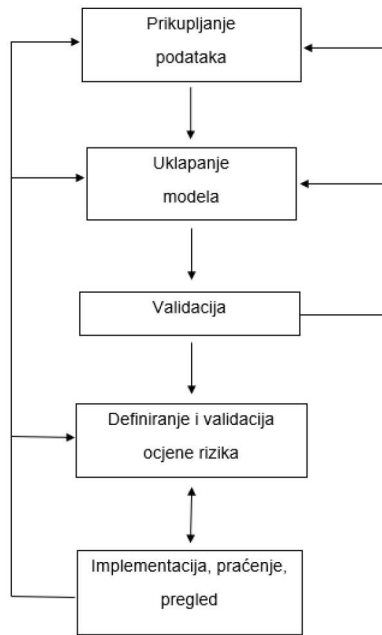 Prikupljanje
podataka
Uklapanje
modela
Validacija
Definiranje i validacija
ocjene rizika
Implementacija, praćenje,
pregled